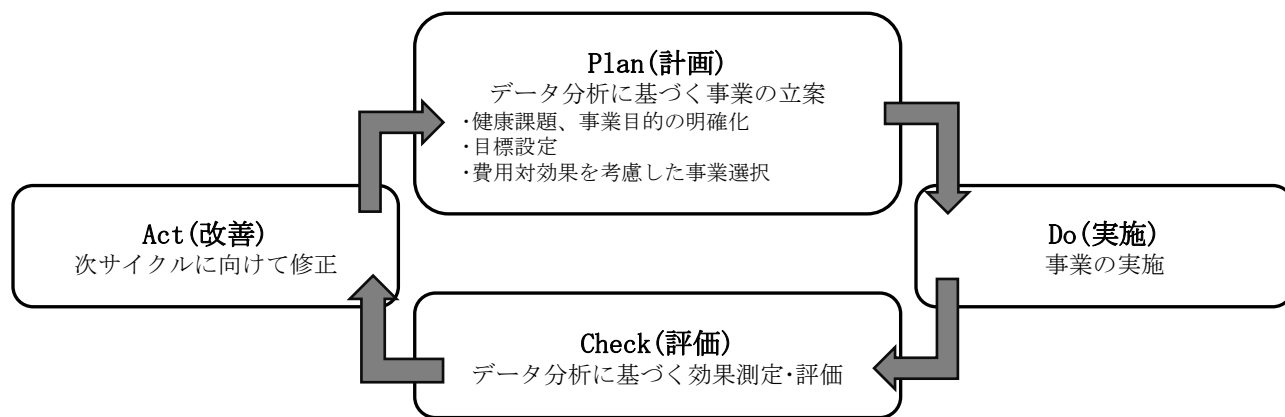 Plan(計画)
データ分析に基づく事業の立案
・健康課題、事業目的の明確化
・目標設定
・費用対効果を考慮した事業選択
Act(改善)
次サイクルに向けて修正
Do(実施)
事業の実施
Check(評価)
データ分析に基づく効果測定・評価